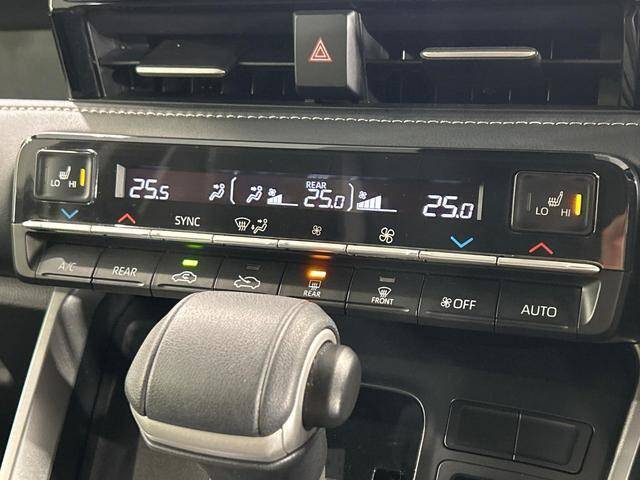 LO HI
25.5
REAR
25.0
25.0
LO HI
SYNC
A/C
REAR
REAR
FRONT
OFF
AUTO